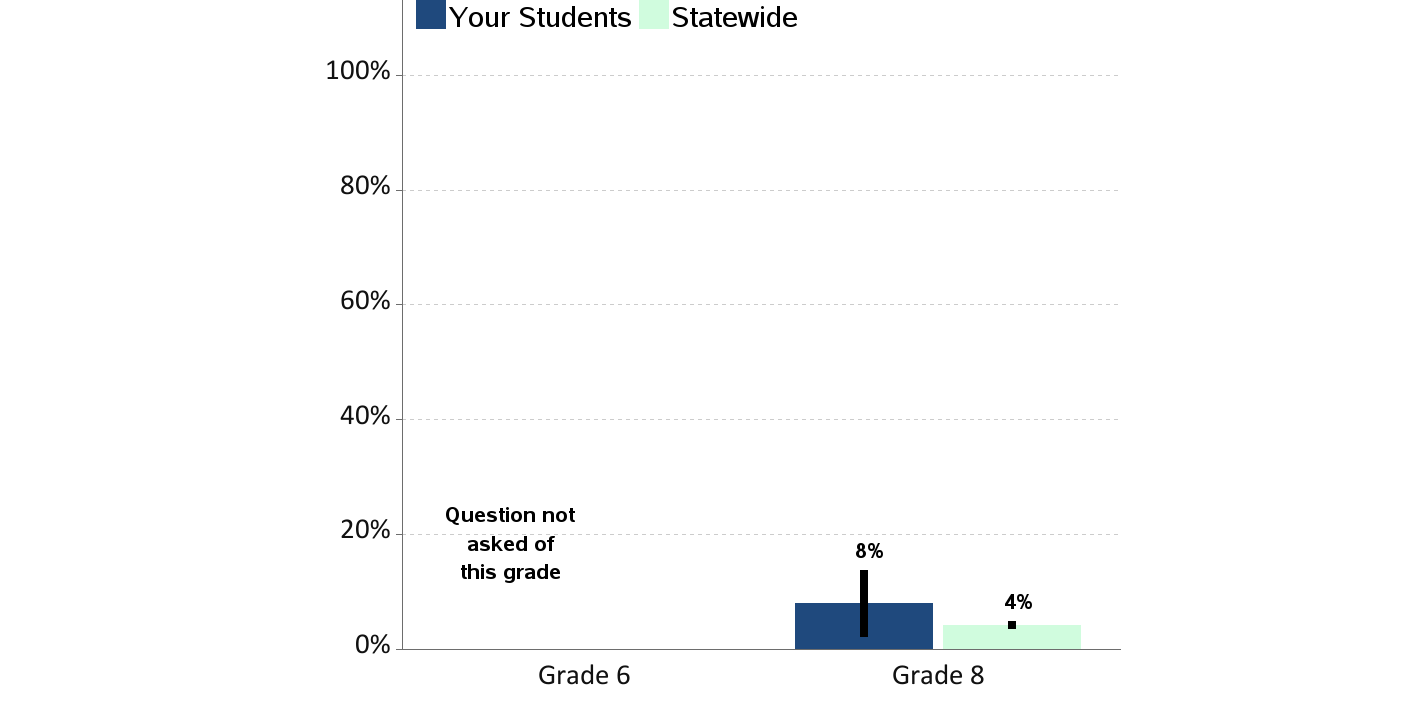 Your Students Statewide
100%
80%
60%
40%
20%
0%
Question not
asked of
this grade
8%
4%
Grade 6 Grade 8